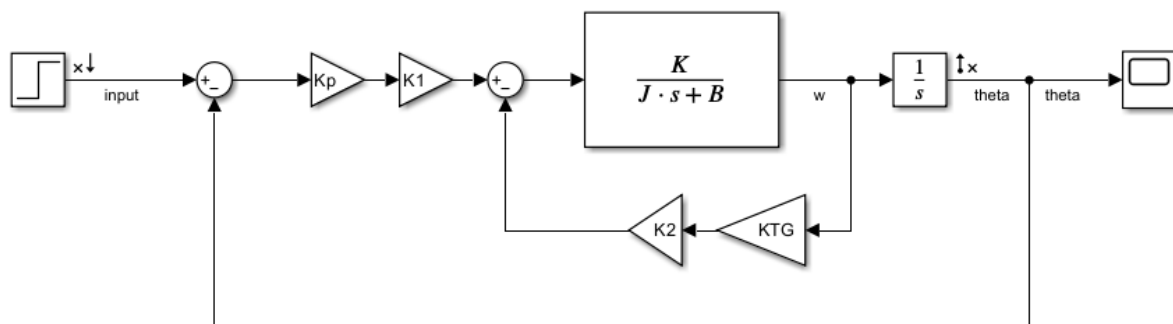 input
+
−
Kp
K1
+
−
K
J · s + B
w
1
s
theta
theta
K2
KTG